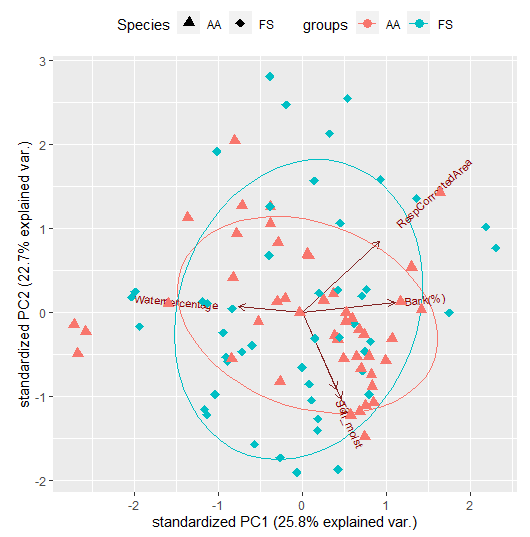 Species AA FS groups AA FS
3
2
1
0
-1
-2
RespCorrectedArea
Waterpercentage
Bark(%)
moist
-2 -1 0 1 2
standardized PC1 (25.8% explained var.)
standardized PC2 (22.7% explained var.)